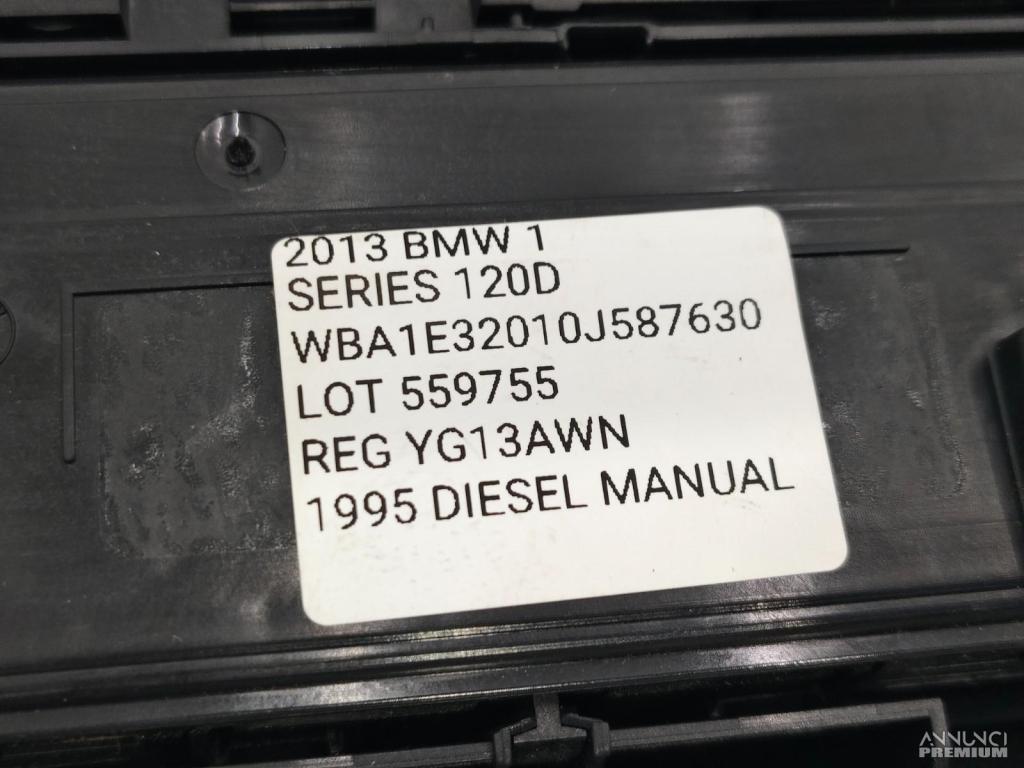 2013 BMW 1
SERIES 120D
WBA1E32010J587630
LOT 559755
REG YG13AWN
1995 DIESEL MANUAL
ANNUNCI
PREMIUM